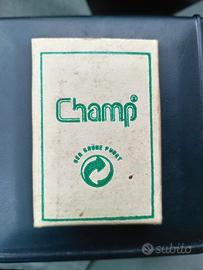 Champ®
DER GRÜNE PUNKT
subito